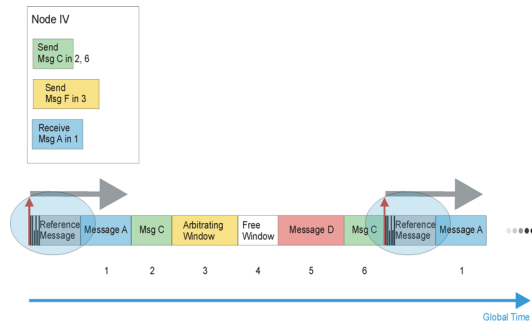 Node IV
Send
Msg C in 2, 6
Send
Msg F in 3
Receive
Msg A in 1
Reference
Message
Message A
Msg C
Arbitrating
Window
Free
Window
Message D
Msg C
Reference
Message
Message A
1 2 3 4 5 6 1
Global Time